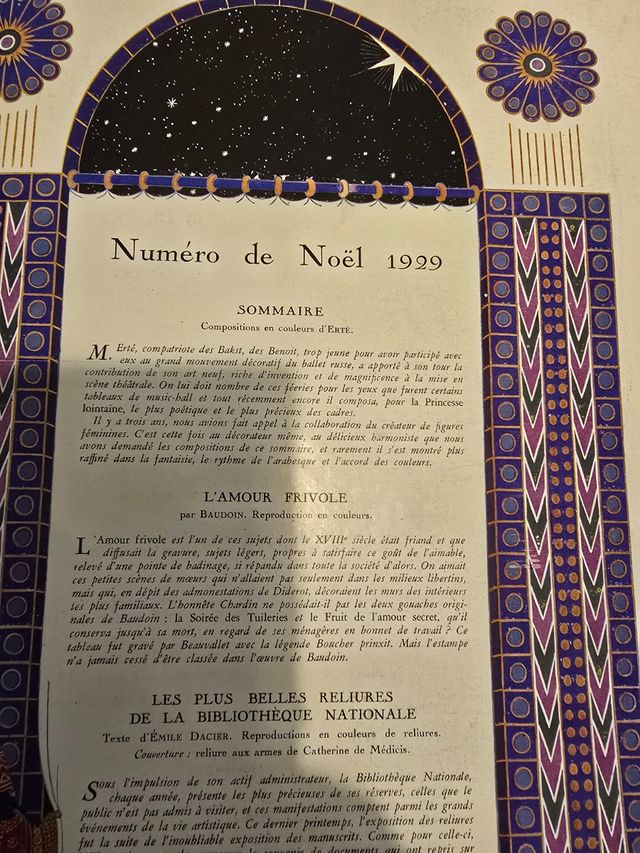 Numéro de Noël 1929
SOMMAIRE
Compositions en couleurs d'ERTÉ.
M. Erté, compatriote des Bakst, des Benoit, trop jeune pour avoir participé avec
eux au grand mouvement décoratif du ballet russe, a apporté à son tour la
contribution de son art neuf, riche d'invention et de magnificence à la mise en
scène théâtrale. On lui doit nombre de ces féeries pour les yeux que furent certains
tableaux de music-hall et tout récemment encore il composa, pour la Princesse
lointaine, le plus poétique et le plus précieux des cadres.
Il y a trois ans, nous avions fait appel à la collaboration du créateur de figures
féminines. C'est cette fois au décorateur même, au délicieux harmoniste que nous
avons demandé les compositions de ce sommaire, et rarement il s'est montré plus
raffiné dans la fantaisie, le rythme de l'arabesque et l'accord des couleurs.
L'AMOUR FRIVOLE
par BAUDOIN. Reproduction en couleurs.
L'Amour frivole est l'un de ces sujets dont le XVIIIe siècle était friand et que
diffusait la gravure, sujets légers, propres à satisfaire ce goût de l'aimable,
relevé d'une pointe de badinage, si répandu dans toute la société d'alors. On aimait
ces petites scènes de mœurs qui n'allaient pas seulement dans les milieux libertins,
mais qui, en dépit des admonestations de Diderot, décoraient les murs des intérieurs
les plus familiaux. L'honnête Chardin ne possédait-il pas les deux gouaches origi-
nales de Baudoin : la Soirée des Tuileries et le Fruit de l'amour secret, qu'il
conserva jusqu'à sa mort, en regard de ses ménagères en bonnet de travail ? Ce
tableau fut gravé par Beauvallet avec la légende Boucher prinxit. Mais l'estampe
n'a jamais cessé d'être classée dans l'œuvre de Baudoin.
LES PLUS BELLES RELIURES
DE LA BIBLIOTHÈQUE NATIONALE
Texte d'ÉMILE DACIER. Reproductions en couleurs de reliures.
Couverture : reliure aux armes de Catherine de Médicis.
Sous l'impulsion de son actif administrateur, la Bibliothèque Nationale,
chaque année, présente les plus précieuses de ses réserves, celles que le
public n'est pas admis à visiter, et ces manifestations comptent parmi les grands
événements de la vie artistique. Ce dernier printemps, l'exposition des reliures
fut la suite de l'inoubliable exposition des manuscrits. Comme pour celle-ci,
souvenir de documents qui ont repris sur